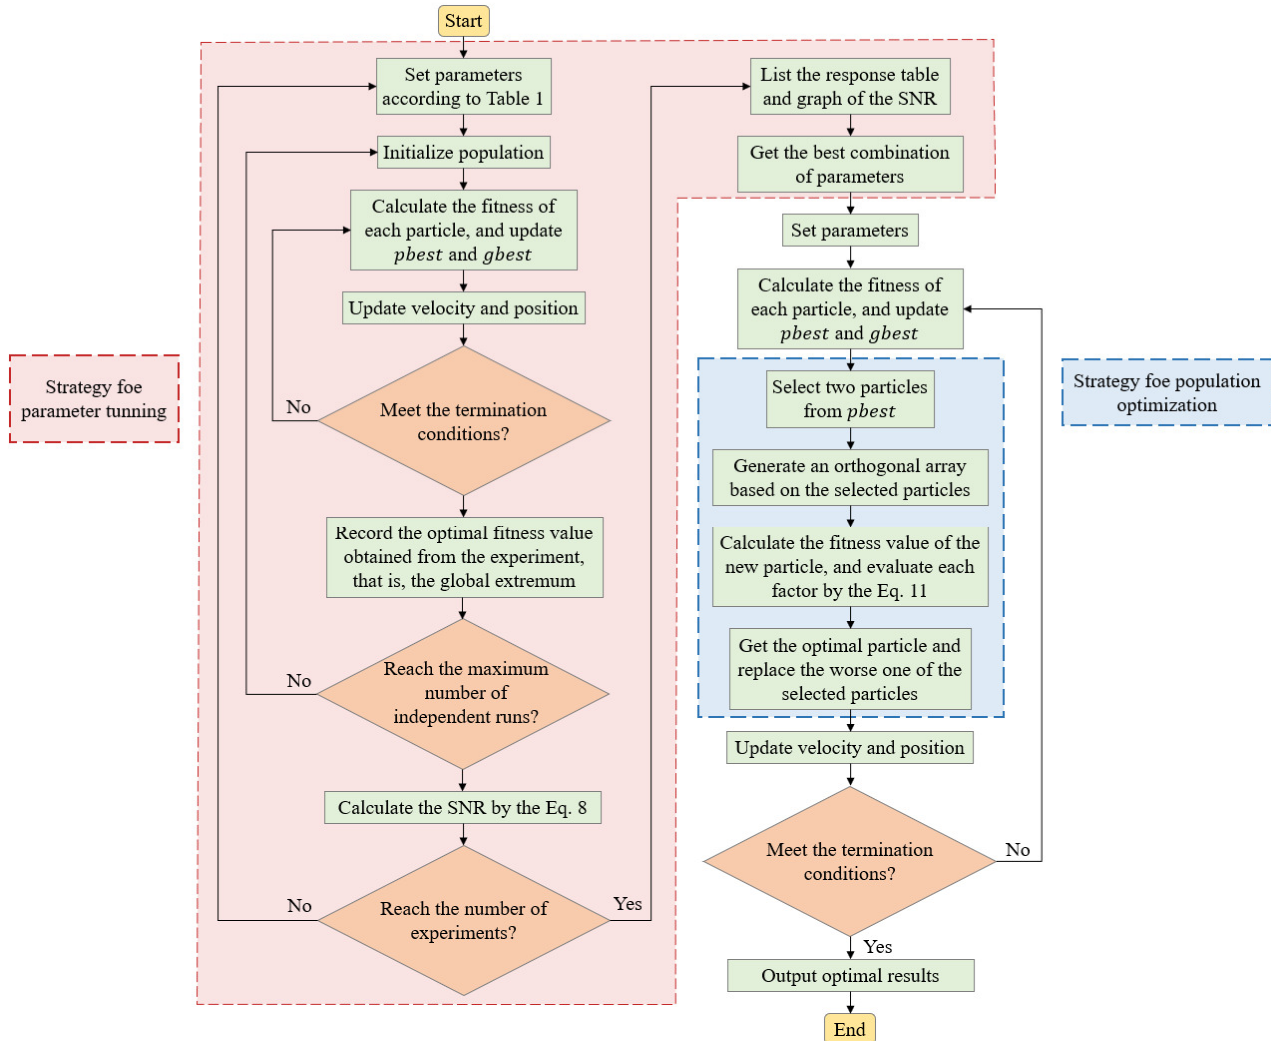 Start
Set parameters
according to Table 1
Initialize population
Calculate the fitness of
each particle, and update
pbest and gbest
Update velocity and position
No
Meet the termination
conditions?
Record the optimal fitness value
obtained from the experiment,
that is, the global extremum
No
Reach the maximum
number of
independent runs?
Calculate the SNR by the Eq. 8
No
Reach the number of
experiments?
Yes
Strategy foe
parameter tunning
List the response table
and graph of the SNR
Get the best combination
of parameters
Set parameters
Calculate the fitness of
each particle, and update
pbest and gbest
Select two particles
from pbest
Generate an orthogonal array
based on the selected particles
Calculate the fitness value of the
new particle, and evaluate each
factor by the Eq. 11
Get the optimal particle and
replace the worse one of the
selected particles
Update velocity and position
Meet the termination
conditions?
No
Yes
Output optimal results
End
Strategy foe population
optimization